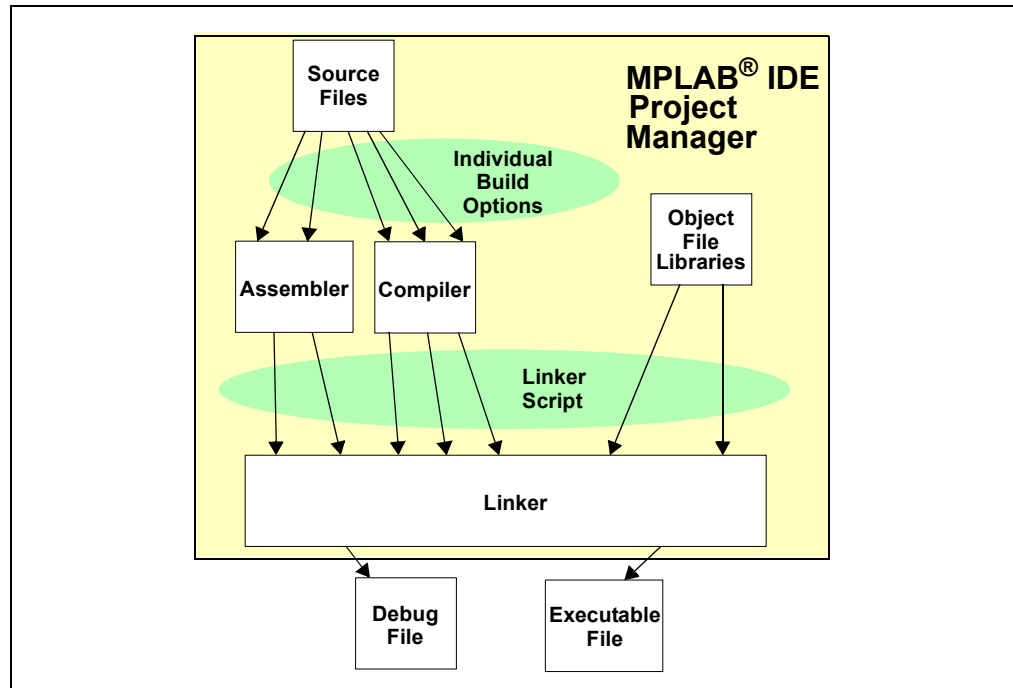 Source
Files
MPLAB® IDE
Project
Manager
Individual
Build
Options
Object
File
Libraries
Assembler
Compiler
Linker
Script
Linker
Debug
File
Executable
File